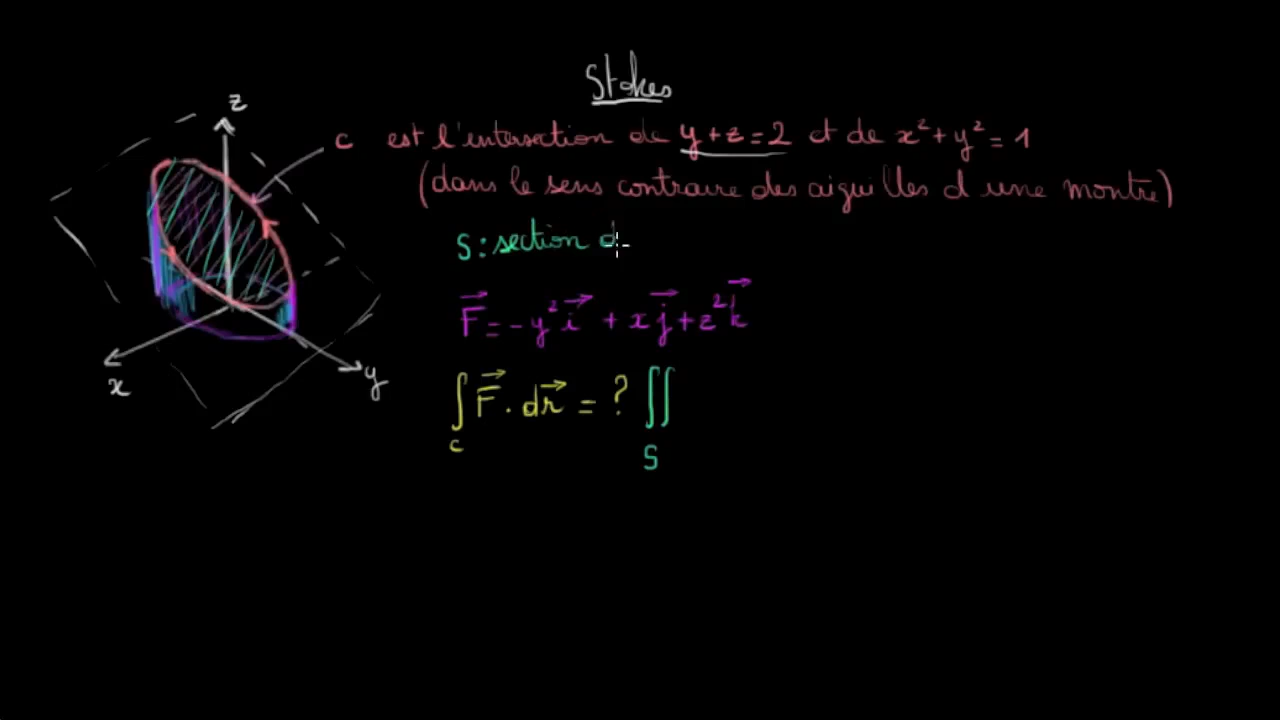 Stokes
z
c est l'intersection de y + z = 2 et de x² + y² = 1
(dans le sens contraire des aiguilles d une montre)
S : section d
F⃗ = -y² i⃗ + x j⃗ + z² k⃗
x
y
∫ F⃗ . dr⃗ = ? ∬
c S